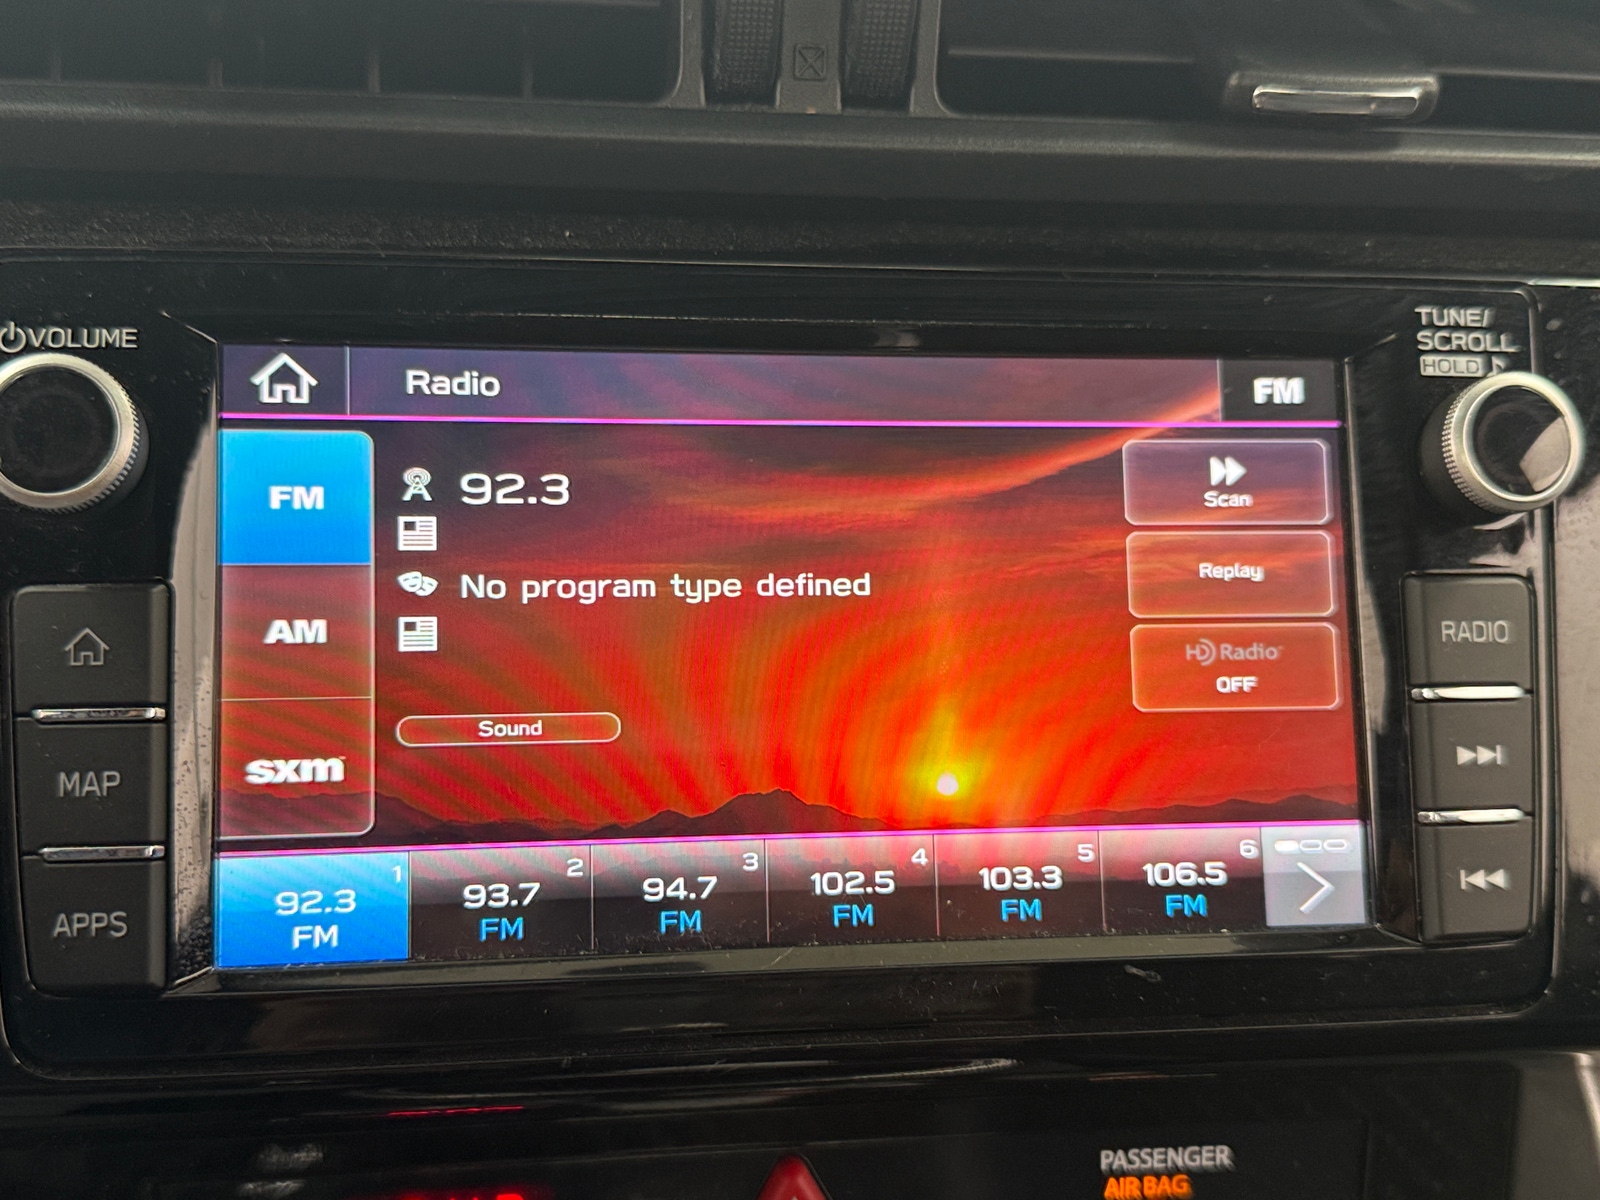 VOLUME
TUNE/
SCROLL
HOLD
Radio
FM
FM
AM
sxm
92.3
No program type defined
Sound
Scan
Replay
HD Radio
OFF
1
92.3
FM
2
93.7
FM
3
94.7
FM
4
102.5
FM
5
103.3
FM
6
106.5
FM
MAP
APPS
RADIO
PASSENGER
AIR BAG